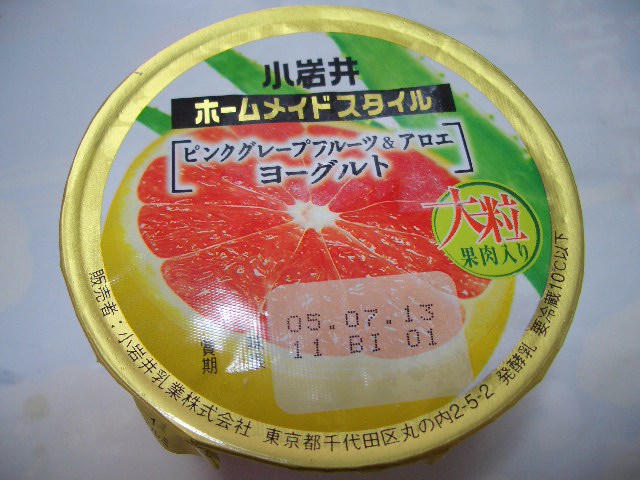 小岩井
ホームメイドスタイル
ピンクグレープフルーツ&アロエ
ヨーグルト
大粒
果肉入り
05.07.13
11 BI 01
賞
期
販売者:小岩井乳業株式会社 東京都千代田区丸の内2-5-2 発酵乳 要冷蔵10℃以下